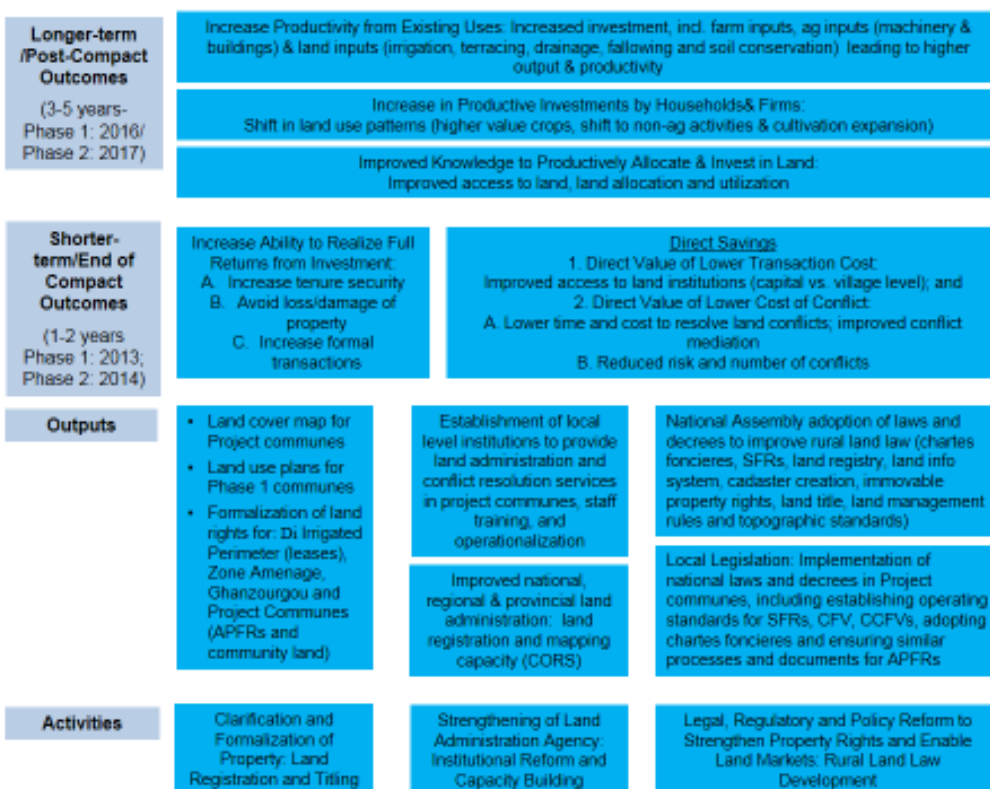 Longer-term
/Post-Compact
Outcomes
(3-5 years-
Phase 1: 2016/
Phase 2: 2017)
Increase Productivity from Existing Uses: Increased investment, incl. farm inputs, ag inputs (machinery &
buildings) & land inputs (irrigation, terracing, drainage, fallowing and soil conservation) leading to higher
output & productivity
Increase in Productive Investments by Households& Firms:
Shift in land use patterns (higher value crops, shift to non-ag activities & cultivation expansion)
Improved Knowledge to Productively Allocate & Invest in Land:
Improved access to land, land allocation and utilization
Shorter-
term/End of
Compact
Outcomes
(1-2 years
Phase 1: 2013;
Phase 2: 2014)
Increase Ability to Realize Full
Returns from Investment:
A. Increase tenure security
B. Avoid loss/damage of
property
C. Increase formal
transactions
Direct Savings
1. Direct Value of Lower Transaction Cost:
Improved access to land institutions (capital vs. village level); and
2. Direct Value of Lower Cost of Conflict:
A. Lower time and cost to resolve land conflicts; improved conflict
mediation
B. Reduced risk and number of conflicts
Outputs
• Land cover map for
Project communes
• Land use plans for
Phase 1 communes
• Formalization of land
rights for: Di Irrigated
Perimeter (leases),
Zone Amenage,
Ghanzourgou and
Project Communes
(APFRs and
community land)
Establishment of local
level institutions to provide
land administration and
conflict resolution services
in project communes, staff
training, and
operationalization
Improved national,
regional & provincial land
administration: land
registration and mapping
capacity (CORS)
National Assembly adoption of laws and
decrees to improve rural land law (chartes
foncieres, SFRs, land registry, land info
system, cadaster creation, immovable
property rights, land title, land management
rules and topographic standards)
Local Legislation: Implementation of
national laws and decrees in Project
communes, including establishing operating
standards for SFRs, CFV, CCFVs, adopting
chartes foncieres and ensuring similar
processes and documents for APFRs
Activities
Clarification and
Formalization of
Property: Land
Registration and Titling
Strengthening of Land
Administration Agency:
Institutional Reform and
Capacity Building
Legal, Regulatory and Policy Reform to
Strengthen Property Rights and Enable
Land Markets: Rural Land Law
Development